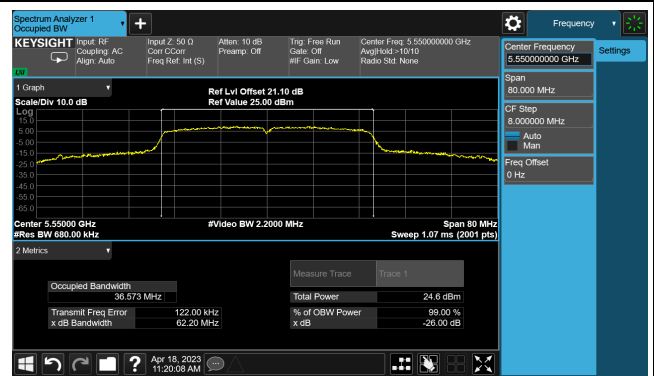 Spectrum Analyzer 1
Occupied BW
Frequency
KEYSIGHT
Input: RF
Coupling: AC
Align: Auto
Input Z: 50 Ω
Corr CCorr
Freq Ref: Int (S)
Atten: 10 dB
Preamp: Off
Trig: Free Run
Gate: Off
#IF Gain: Low
Center Freq: 5.550000000 GHz
Avg|Hold:>10/10
Radio Std: None
Center Frequency
5.550000000 GHz
Settings
Span
80.000 MHz
CF Step
8.000000 MHz
Auto
Man
Freq Offset
0 Hz
1 Graph
Scale/Div 10.0 dB
Ref Lvl Offset 21.10 dB
Ref Value 25.00 dBm
Log
15.0
5.00
-5.00
-15.0
-25.0
-35.0
-45.0
-55.0
-65.0
Center 5.55000 GHz
#Res BW 680.00 kHz
#Video BW 2.2000 MHz
Span 80 MHz
Sweep 1.07 ms (2001 pts)
2 Metrics
Measure Trace
Trace 1
Occupied Bandwidth
36.573 MHz
Total Power
24.6 dBm
Transmit Freq Error
122.00 kHz
% of OBW Power
99.00 %
x dB Bandwidth
62.20 MHz
x dB
-26.00 dB
Apr 18, 2023
11:20:08 AM